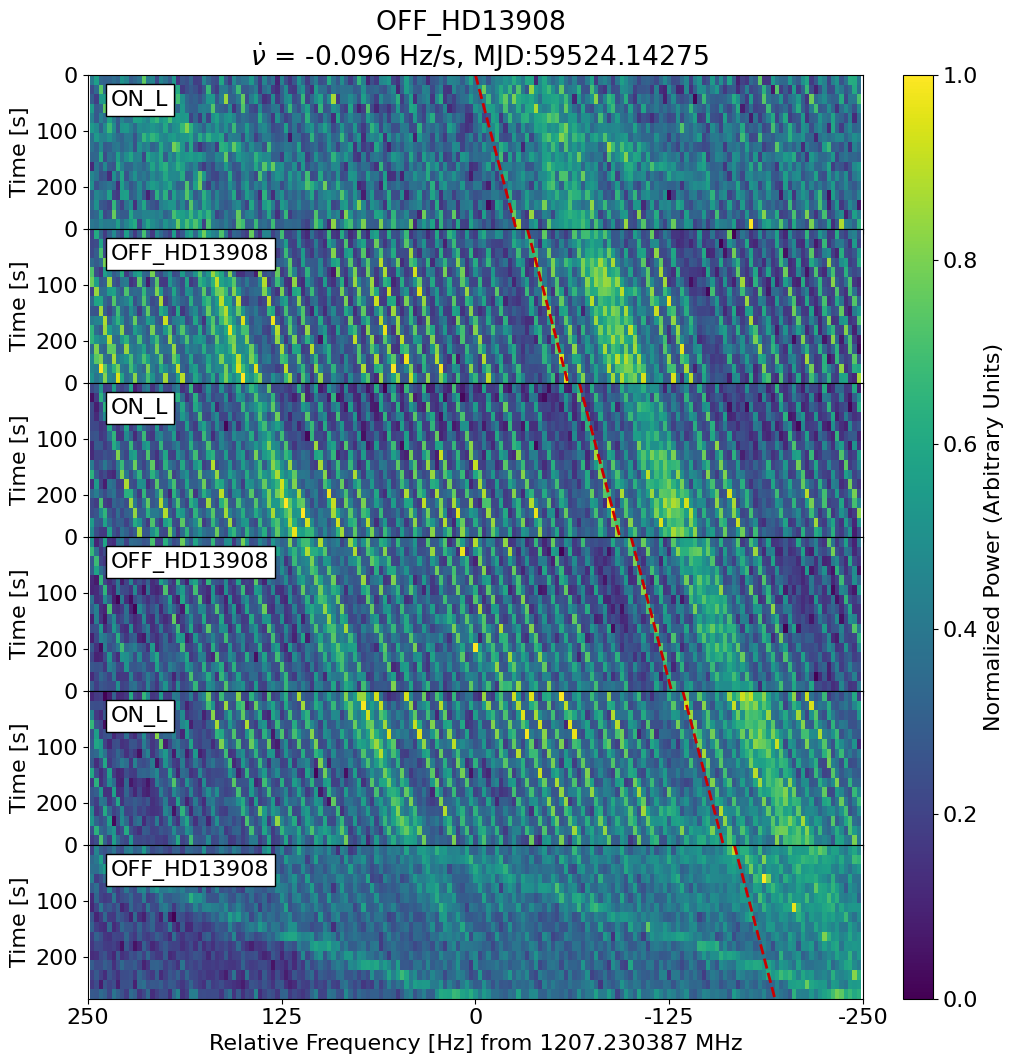 OFF_HD13908
ν̇ = -0.096 Hz/s, MJD:59524.14275
0
ON_L
100
200
Time [s]
0
OFF_HD13908
100
200
Time [s]
0
ON_L
100
200
Time [s]
0
OFF_HD13908
100
200
Time [s]
0
ON_L
100
200
Time [s]
0
OFF_HD13908
100
200
Time [s]
250 125 0 -125 -250
Relative Frequency [Hz] from 1207.230387 MHz
1.0
0.8
0.6
0.4
0.2
0.0
Normalized Power (Arbitrary Units)